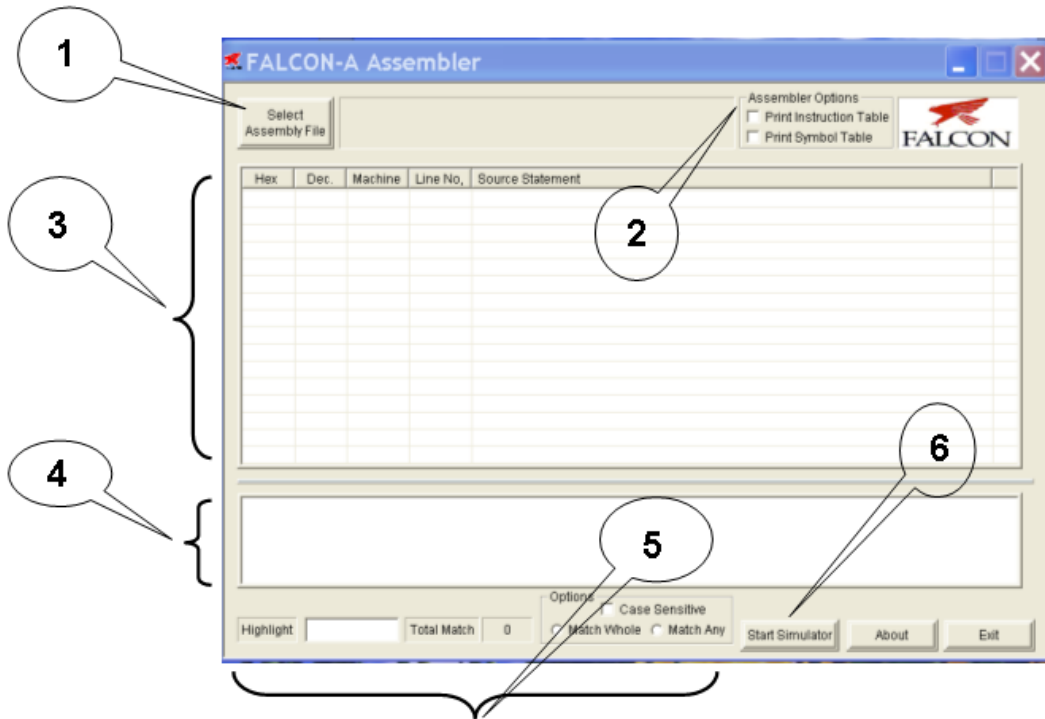 1
FALCON-A Assembler
Select
Assembly File
Assembler Options
Print Instruction Table
Print Symbol Table
FALCON
Hex Dec. Machine Line No, Source Statement
3
2
4
6
5
Options
Case Sensitive
Highlight Total Match 0 Match Whole Match Any Start Simulator About Exit